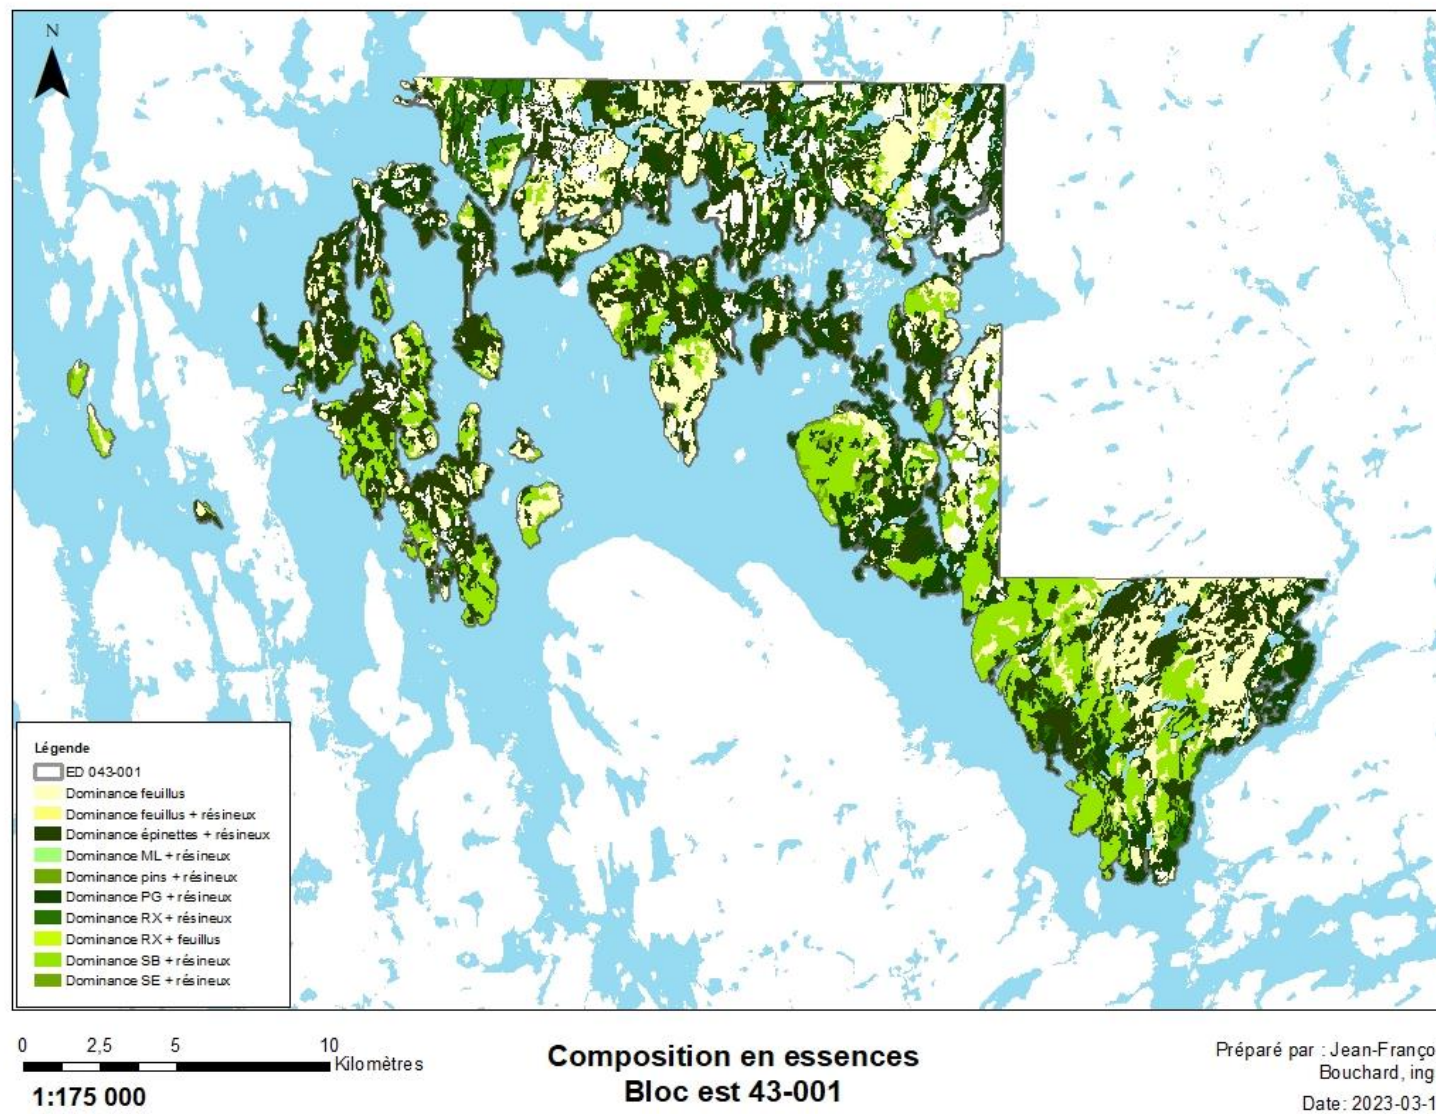 N
Légende
ED 043-001
Dominance feuillus
Dominance feuillus + résineux
Dominance épinettes + résineux
Dominance ML + résineux
Dominance pins + résineux
Dominance PG + résineux
Dominance RX + résineux
Dominance RX + feuillus
Dominance SB + résineux
Dominance SE + résineux
0 2,5 5 10
Kilomètres
1:175 000
Composition en essences
Bloc est 43-001
Préparé par : Jean-Franço
Bouchard, ing
Date: 2023-03-1